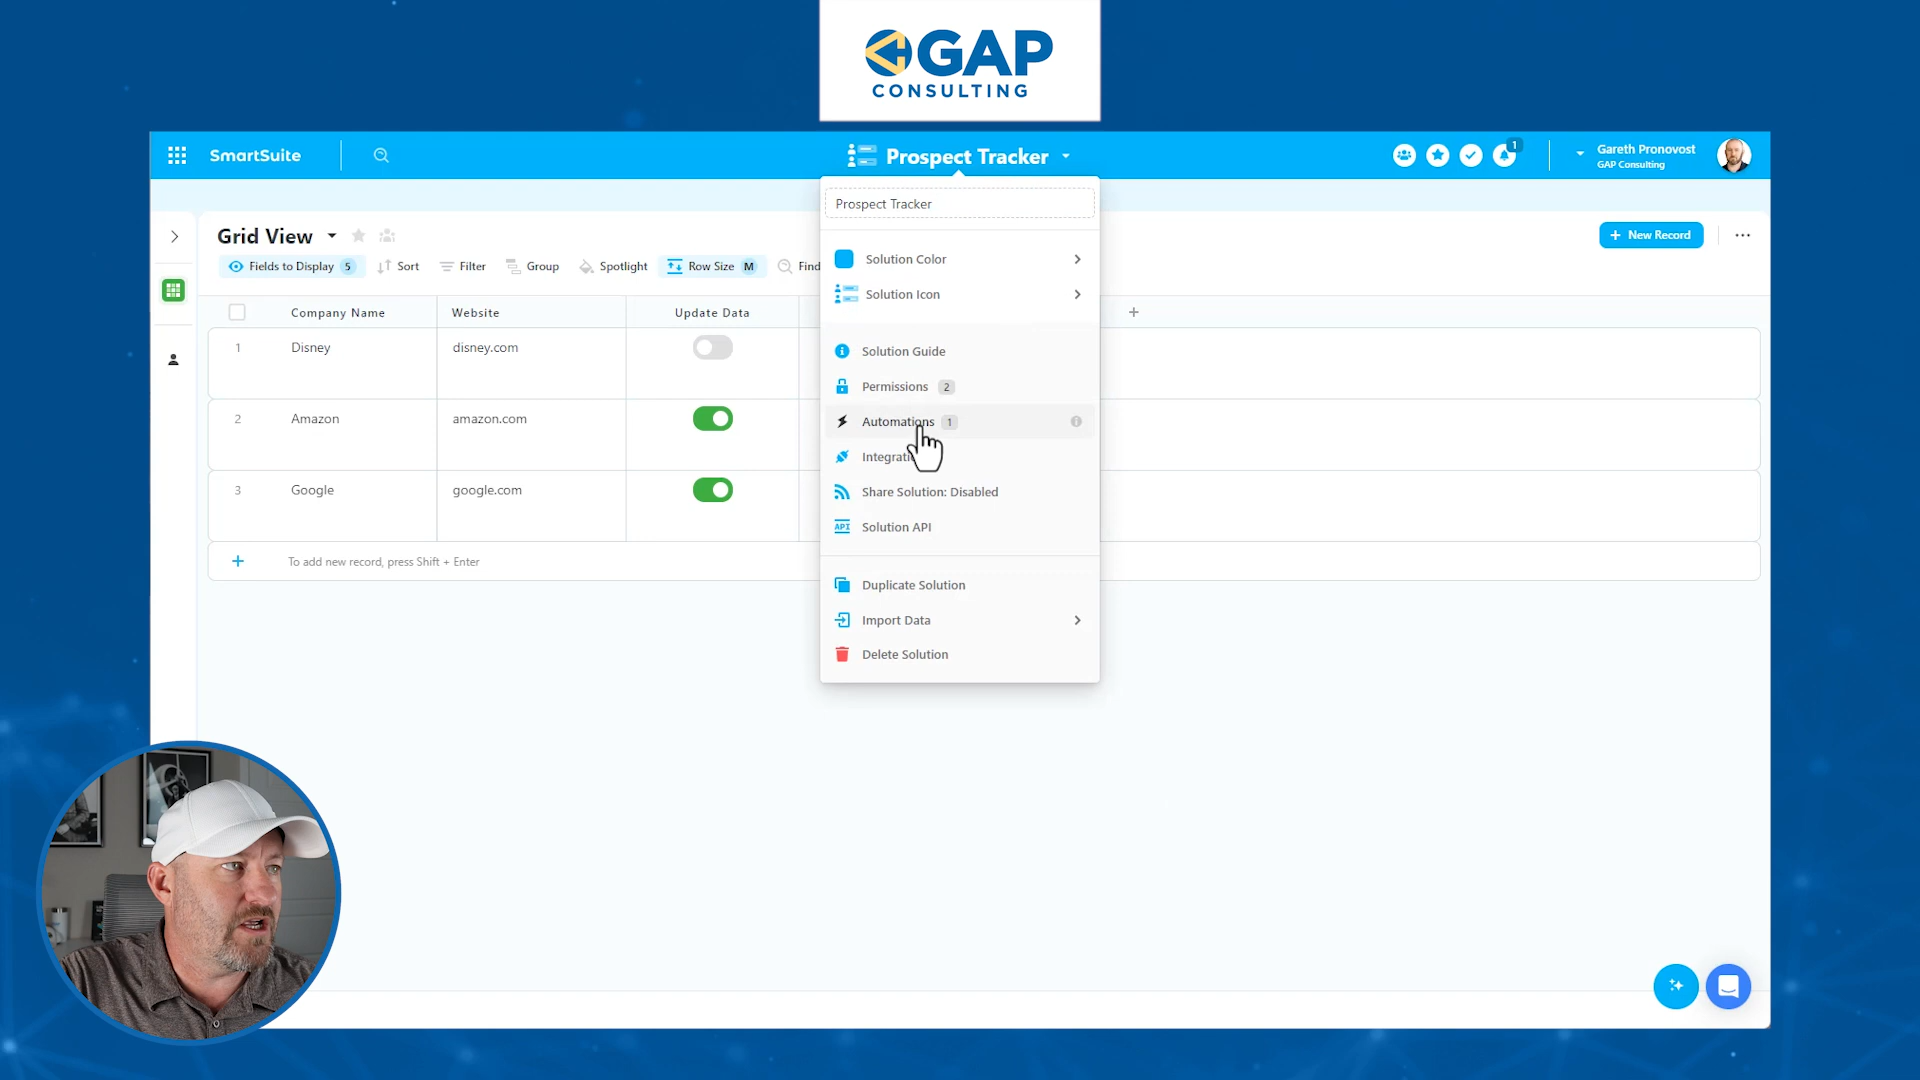 GAP
CONSULTING
SmartSuite
Prospect Tracker
1
Gareth Pronovost
GAP Consulting
Prospect Tracker
Grid View
New Record
Fields to Display 5
Sort
Filter
Group
Spotlight
Row Size M
Find
Solution Color
Solution Icon
Company Name
Website
Update Data
1
Disney
disney.com
2
Amazon
amazon.com
3
Google
google.com
To add new record, press Shift + Enter
Solution Guide
Permissions 2
Automations 1
Share Solution: Disabled
API
Solution API
Duplicate Solution
Import Data
Delete Solution